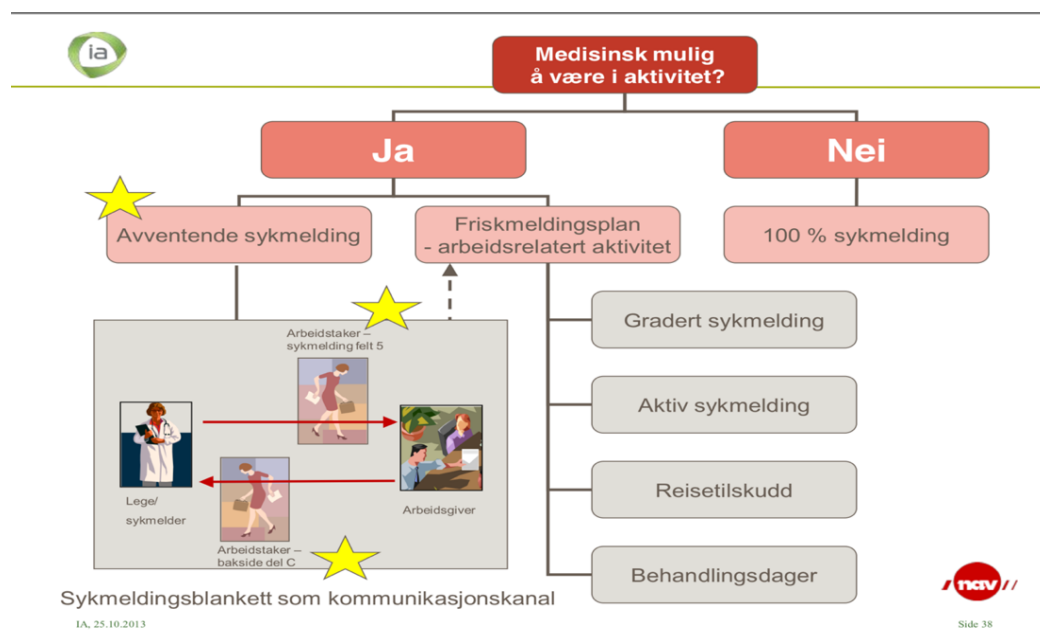 ia
Medisinsk mulig
å være i aktivitet?
Ja
Nei
Avventende sykmelding
Friskmeldingsplan
- arbeidsrelatert aktivitet
100 % sykmelding
Arbeidstaker –
sykmelding felt 5
Lege/
sykmelder
Arbeidsgiver
Arbeidstaker –
bakside del C
Gradert sykmelding
Aktiv sykmelding
Reisetilskudd
Behandlingsdager
Sykmeldingsblankett som kommunikasjonskanal
nav
IA, 25.10.2013
Side 38